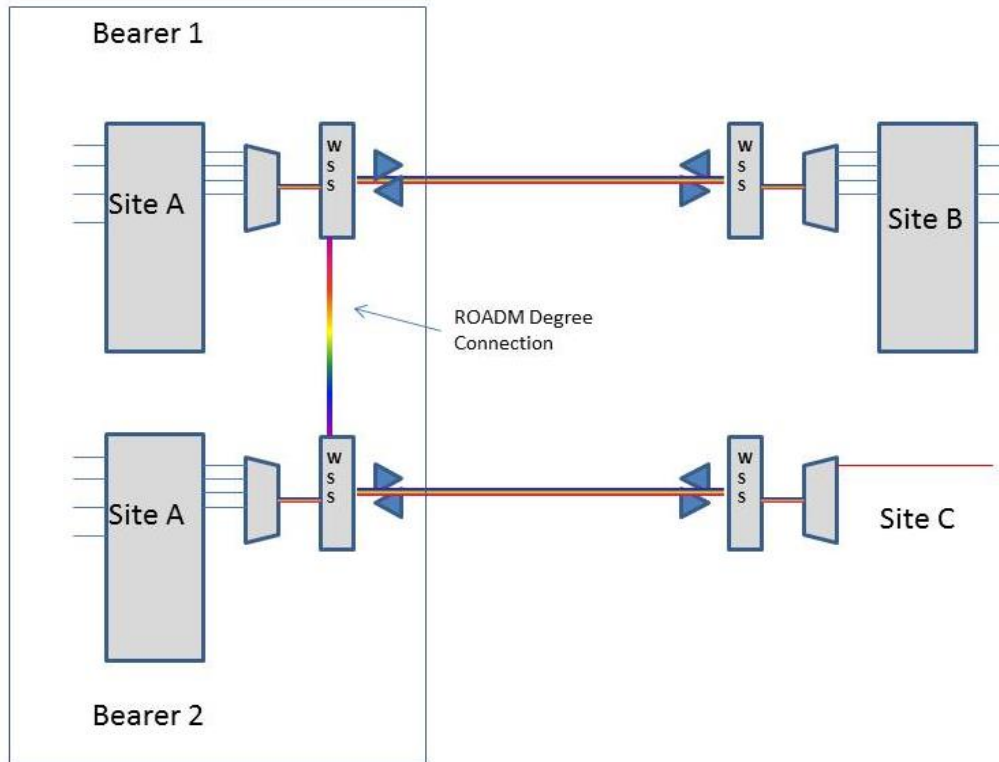 Bearer 1
W
S
S
W
S
S
Site A
Site B
ROADM Degree
Connection
W
S
S
W
S
S
Site A
Site C
Bearer 2